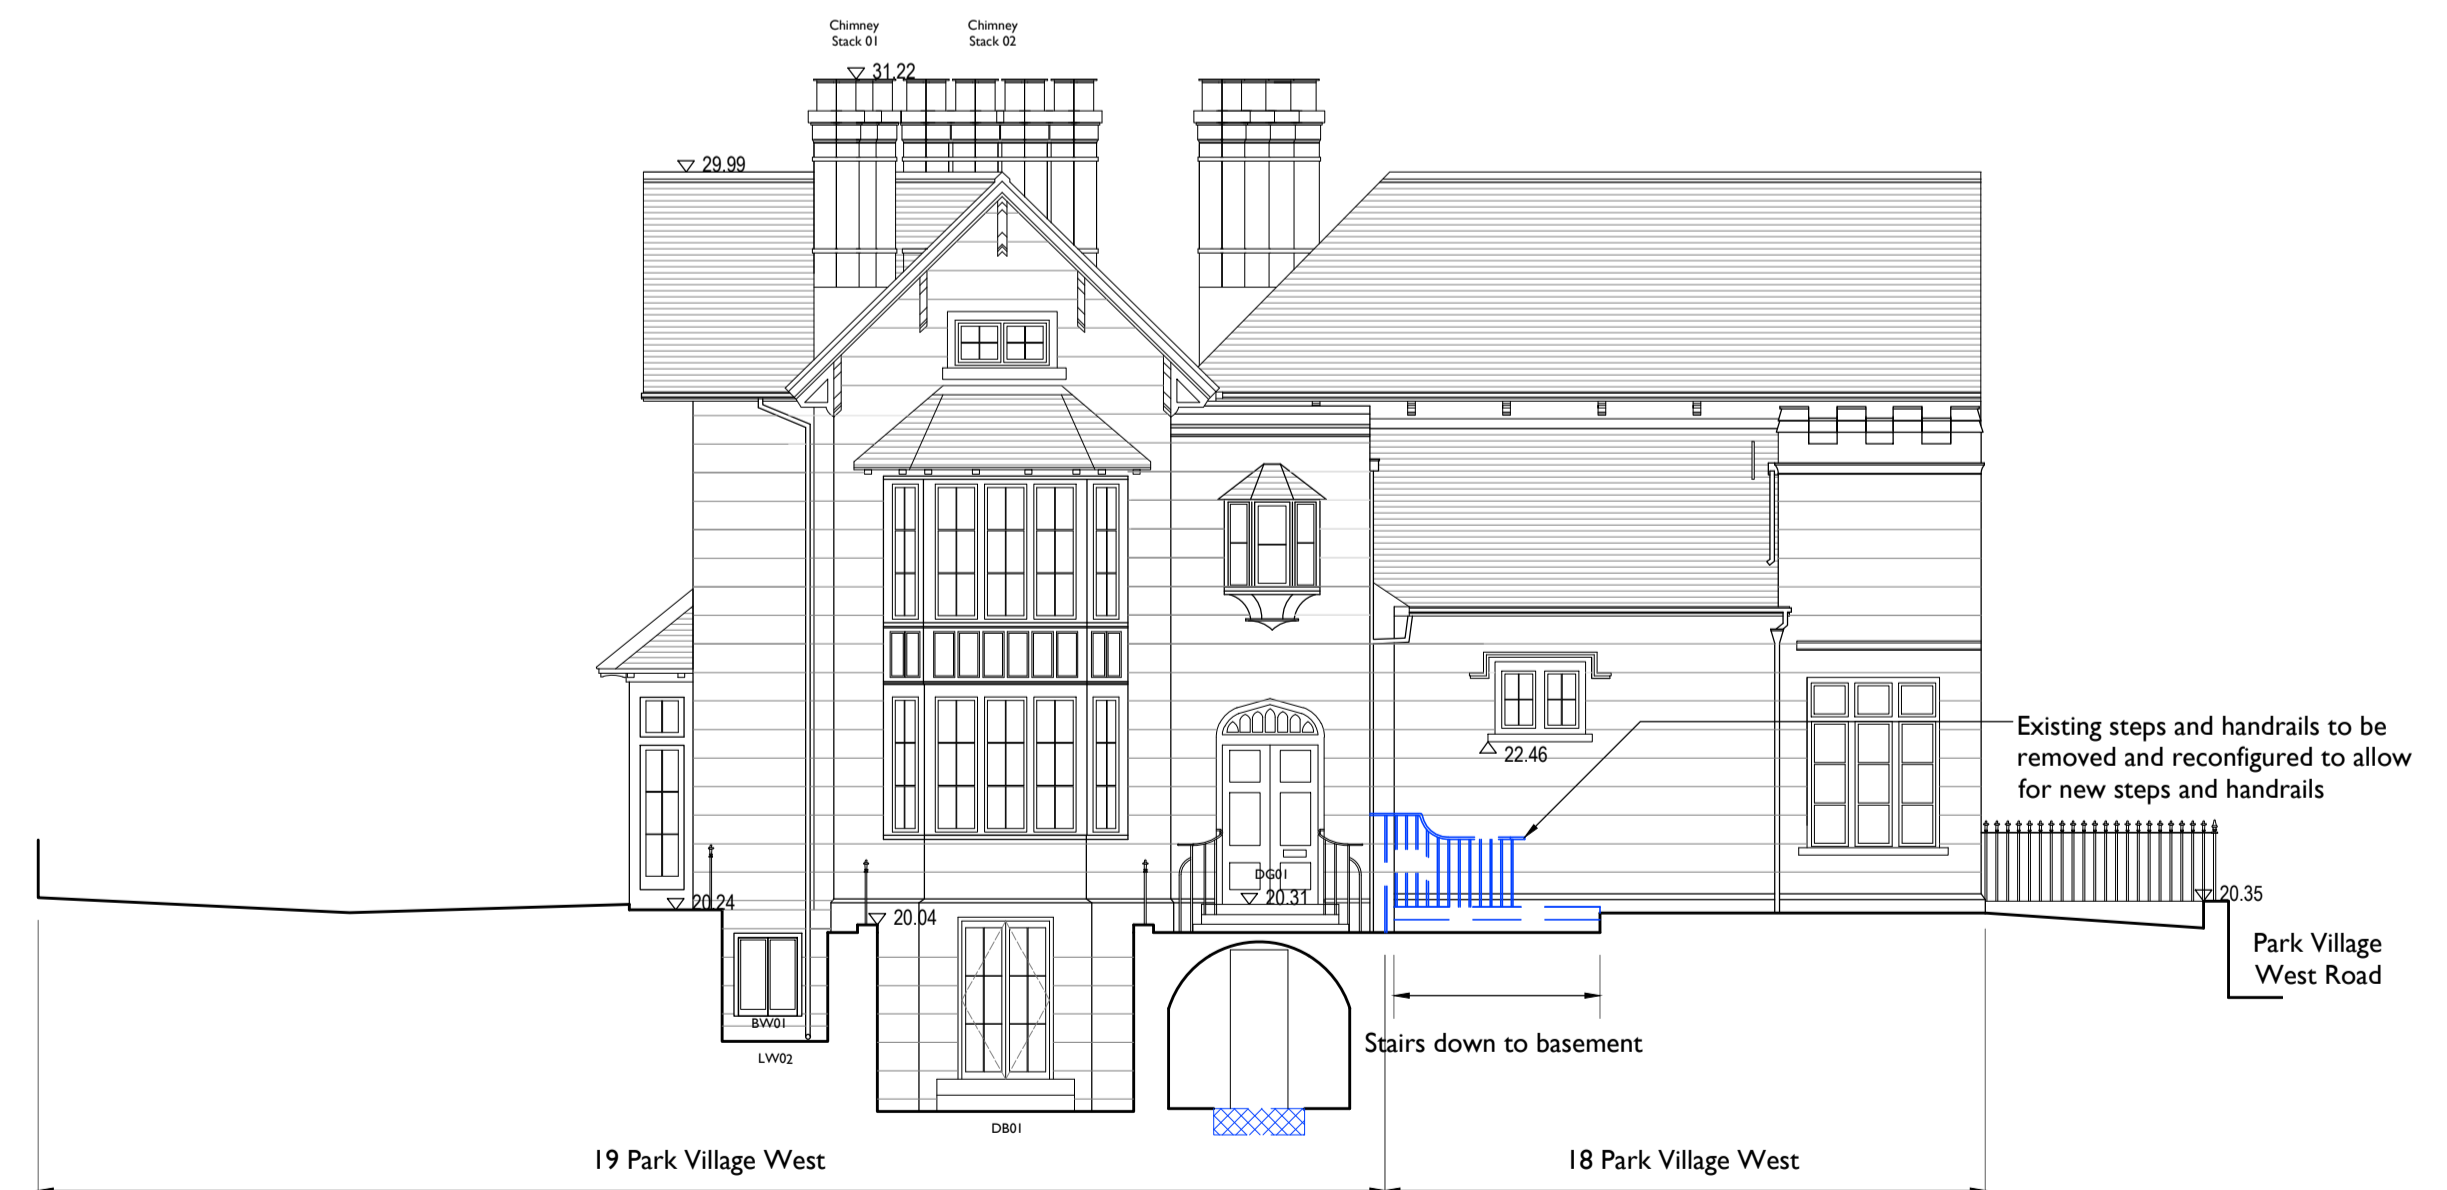 Chimney
Stack 01
Chimney
Stack 02
31.22
29.99
22.46
Existing steps and handrails to be
removed and reconfigured to allow
for new steps and handrails
DG01
20.31
20.24
20.04
20.35
Park Village
West Road
BW01
LW02
Stairs down to basement
DB01
19 Park Village West
18 Park Village West